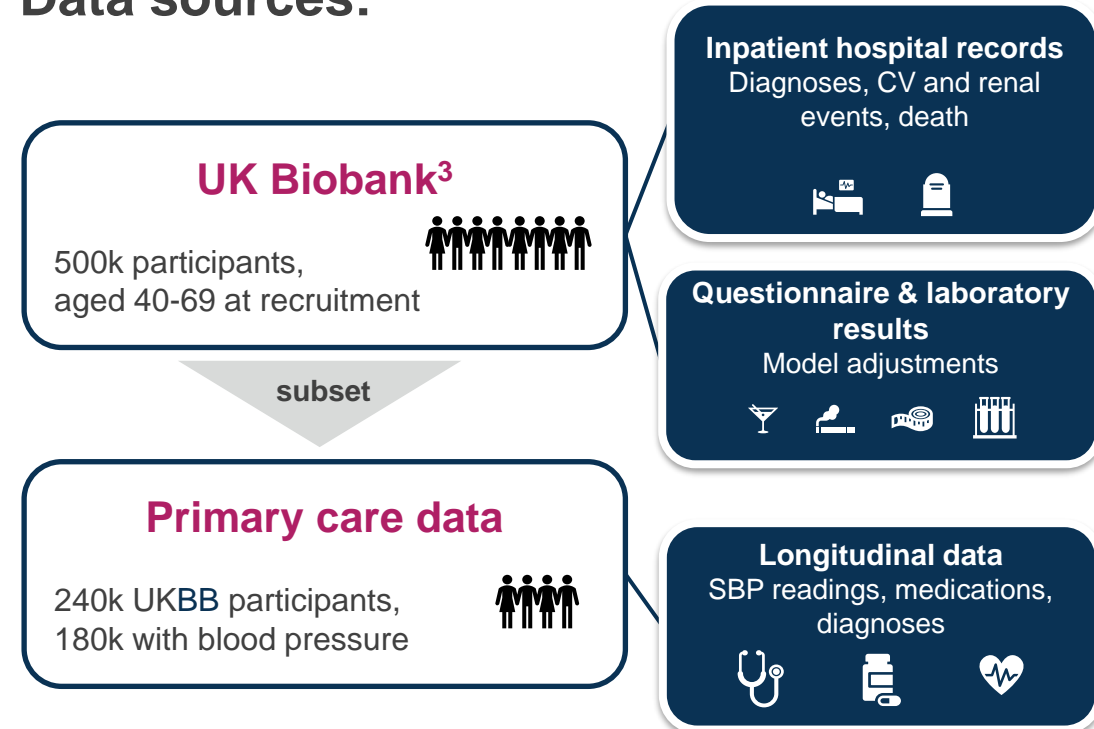 Data sources:
UK Biobank³
500k participants,
aged 40-69 at recruitment
subset
Primary care data
240k UKBB participants,
180k with blood pressure
Inpatient hospital records
Diagnoses, CV and renal
events, death
Questionnaire & laboratory
results
Model adjustments
Longitudinal data
SBP readings, medications,
diagnoses